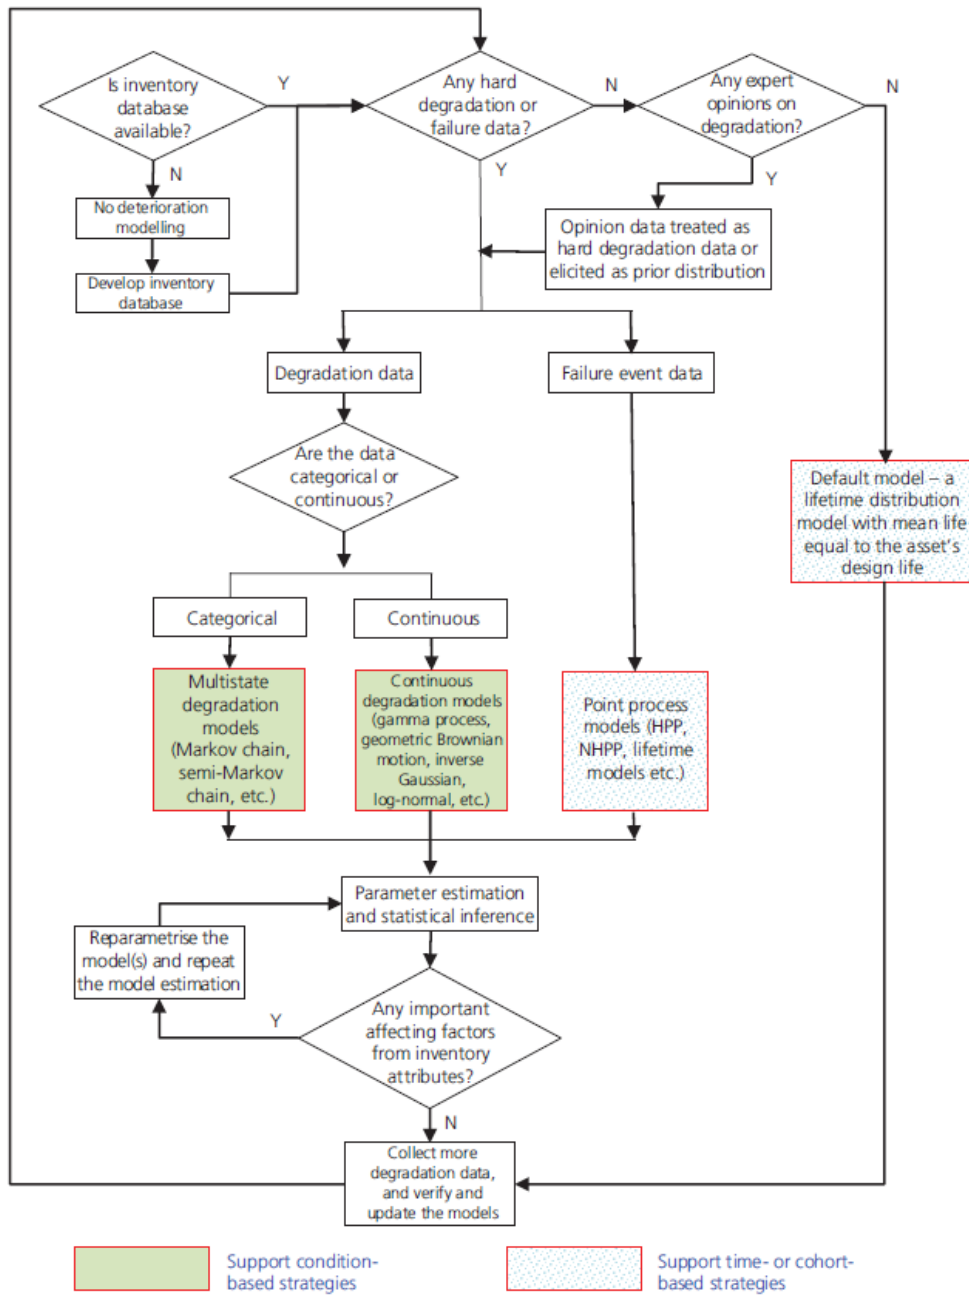 Is inventory
database
available?
Y
N
No deterioration
modelling
Develop inventory
database
Any hard
degradation or
failure data?
N
Y
Any expert
opinions on
degradation?
N
Y
Opinion data treated as
hard degradation data or
elicited as prior distribution
Degradation data
Failure event data
Are the data
categorical or
continuous?
Default model – a
lifetime distribution
model with mean life
equal to the asset's
design life
Categorical
Continuous
Multistate
degradation
models
(Markov chain,
semi-Markov
chain, etc.)
Continuous
degradation models
(gamma process,
geometric Brownian
motion, inverse
Gaussian,
log-normal, etc.)
Point process
models (HPP,
NHPP, lifetime
models etc.)
Parameter estimation
and statistical inference
Reparametrise the
model(s) and repeat
the model estimation
Any important
affecting factors
from inventory
attributes?
Y
N
Collect more
degradation data,
and verify and
update the models
Support condition-
based strategies
Support time- or cohort-
based strategies